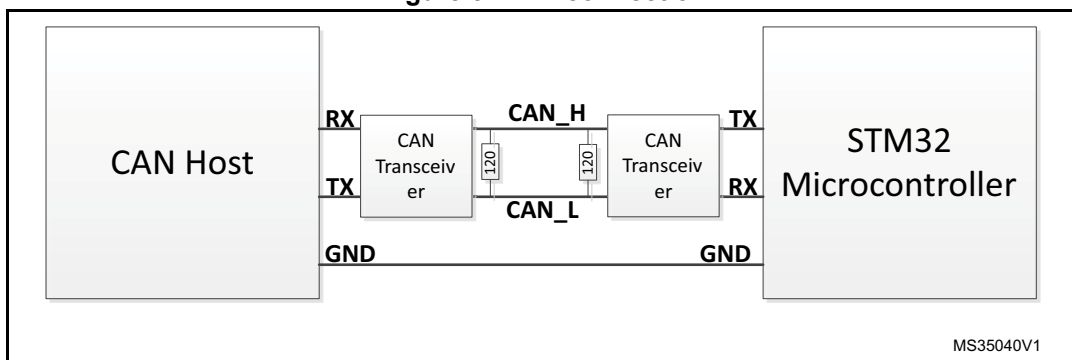 CAN Host
RX
TX
GND
CAN
Transceiv
er
CAN_H
120
120
CAN_L
CAN
Transceiv
er
TX
RX
GND
STM32
Microcontroller
MS35040V1